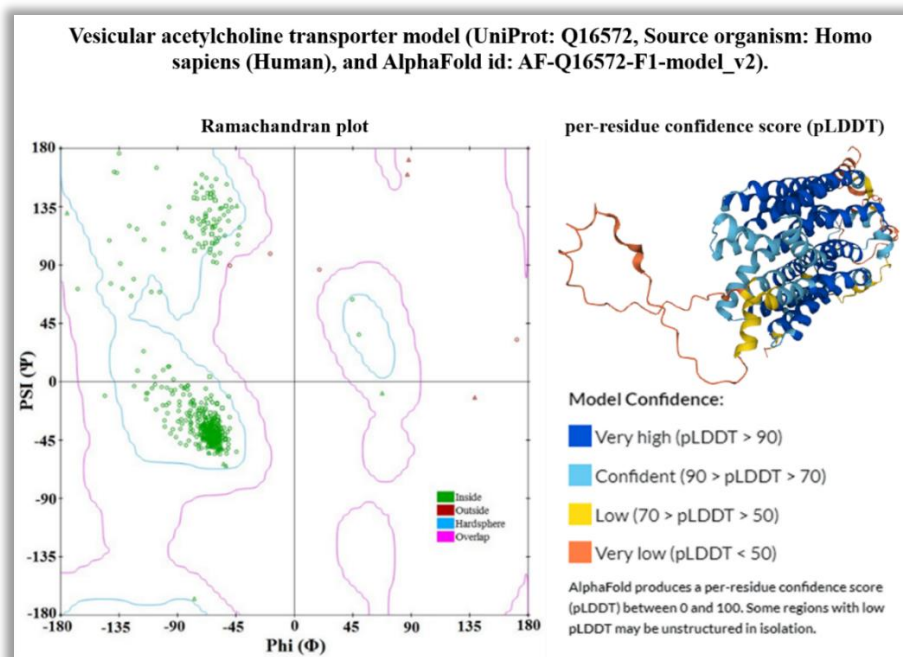 Vesicular acetylcholine transporter model (UniProt: Q16572, Source organism: Homo
sapiens (Human), and AlphaFold id: AF-Q16572-F1-model_v2).
Ramachandran plot
per-residue confidence score (pLDDT)
180
135
90
45
0
-45
-90
-135
-180
PSI (Ψ)
-180
-135
-90
-45
0
45
90
135
180
Phi (Φ)
Inside
Outside
Hardsphere
Overlap
Model Confidence:
Very high (pLDDT > 90)
Confident (90 > pLDDT > 70)
Low (70 > pLDDT > 50)
Very low (pLDDT < 50)
AlphaFold produces a per-residue confidence score
(pLDDT) between 0 and 100. Some regions with low
pLDDT may be unstructured in isolation.